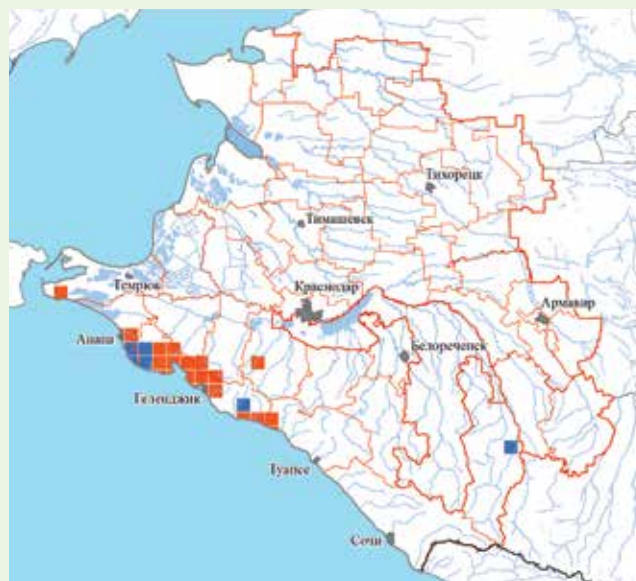 Тихорецк
Тимашевск
Темрюк
Краснодар
Армавир
Анапа
Белореченск
Геленджик
Туапсе
Сочи